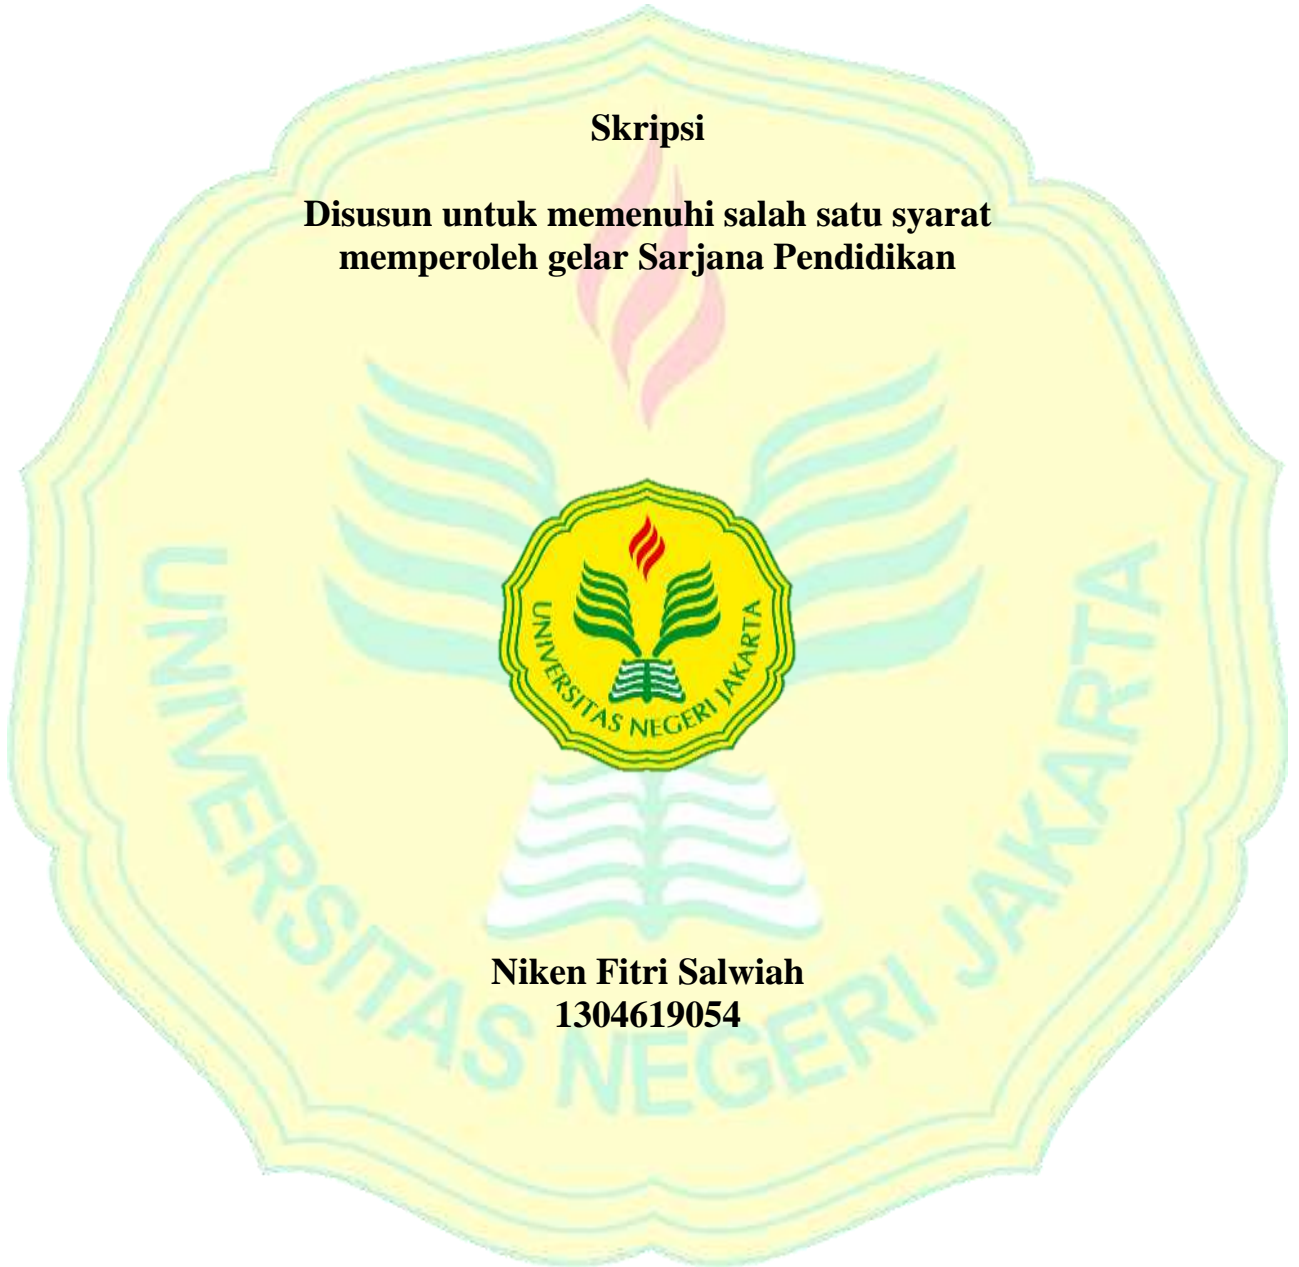 Skripsi
Disusun untuk memenuhi salah satu syarat
memperoleh gelar Sarjana Pendidikan
UNIVERSITAS NEGERI JAKARTA
UNIVERSITAS NEGERI JAKARTA
Niken Fitri Salwiah
1304619054